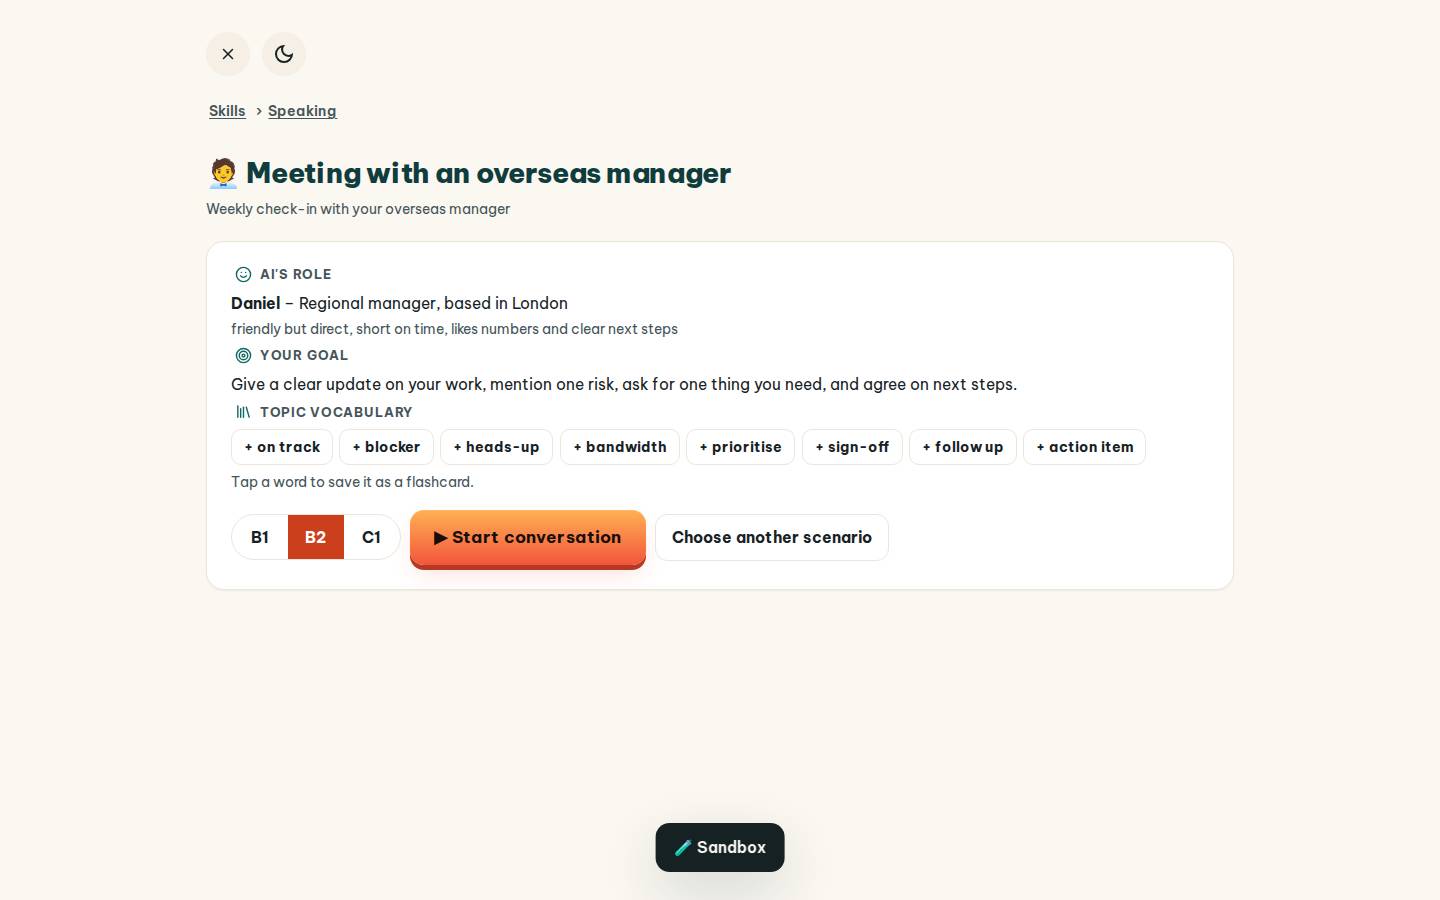 Skills › Speaking
Meeting with an overseas manager
Weekly check-in with your overseas manager
AI'S ROLE
Daniel – Regional manager, based in London
friendly but direct, short on time, likes numbers and clear next steps
YOUR GOAL
Give a clear update on your work, mention one risk, ask for one thing you need, and agree on next steps.
TOPIC VOCABULARY
+ on track + blocker + heads-up + bandwidth + prioritise + sign-off + follow up + action item
Tap a word to save it as a flashcard.
B1 B2 C1 ▶ Start conversation Choose another scenario
Sandbox